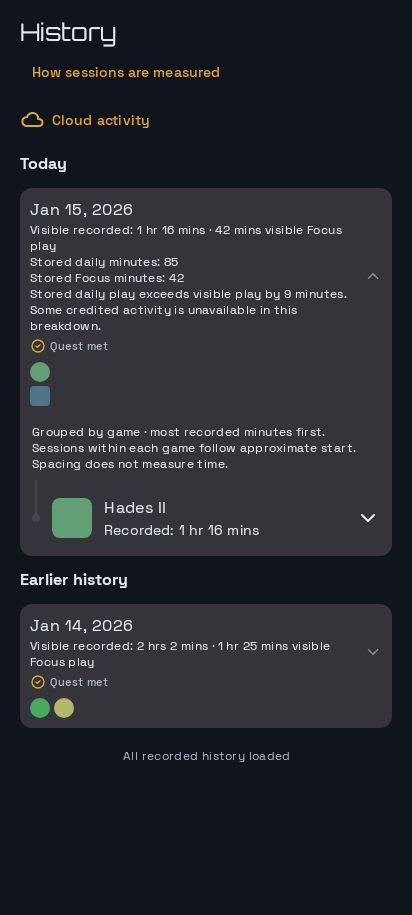 History
How sessions are measured
Cloud activity
Today
Jan 15, 2026
Visible recorded: 1 hr 16 mins · 42 mins visible Focus
play
Stored daily minutes: 85
Stored Focus minutes: 42
Stored daily play exceeds visible play by 9 minutes.
Some credited activity is unavailable in this
breakdown.
Quest met
Grouped by game · most recorded minutes first.
Sessions within each game follow approximate start.
Spacing does not measure time.
Hades II
Recorded: 1 hr 16 mins
Earlier history
Jan 14, 2026
Visible recorded: 2 hrs 2 mins · 1 hr 25 mins visible
Focus play
Quest met
All recorded history loaded